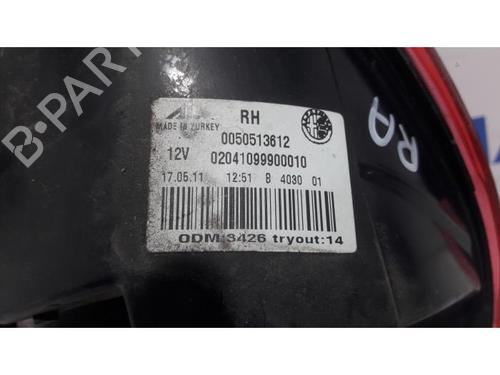 RH
MADE IN TURKEY
0050513612
12V 02041099900010
17.05.11 12:51 B 4030 01
ODM:3426 tryout:14
RA
B-PARTS